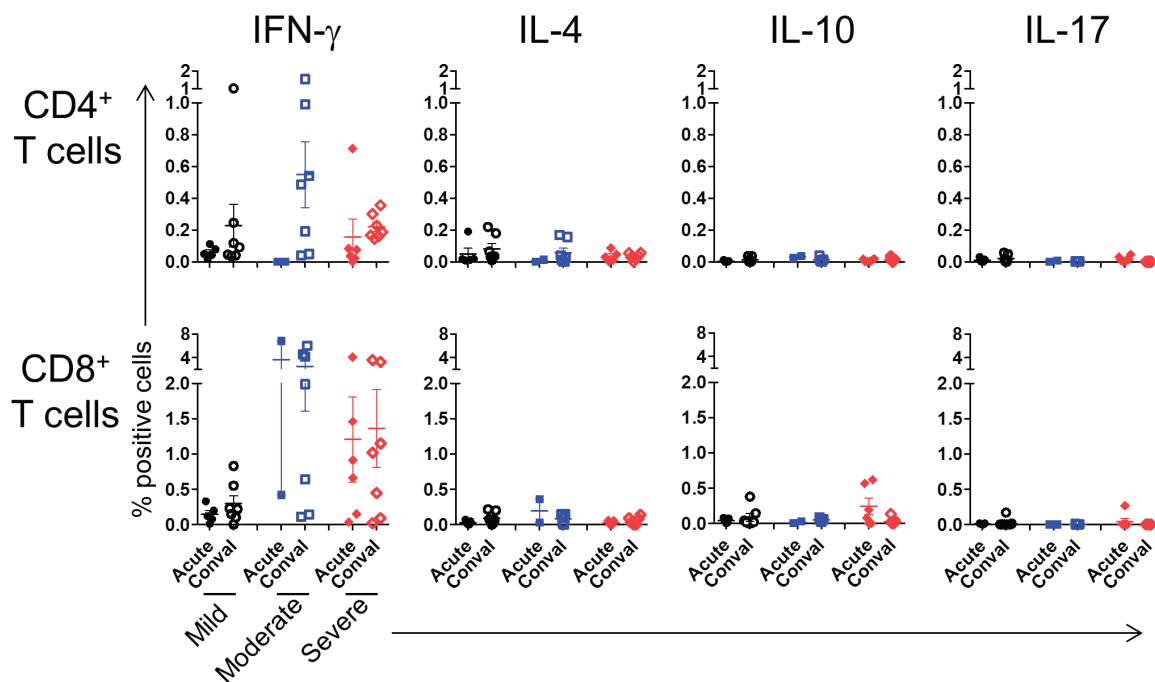 IFN-γ IL-4 IL-10 IL-17
CD4+
T cells
2 2 2 2
1 1 1 1
1.0 1.0 1.0 1.0
0.8 0.8 0.8 0.8
0.6 0.6 0.6 0.6
0.4 0.4 0.4 0.4
0.2 0.2 0.2 0.2
0.0 0.0 0.0 0.0
CD8+
T cells
% positive cells
8 8 8 8
4 4 4 4
2.0 2.0 2.0 2.0
1.5 1.5 1.5 1.5
1.0 1.0 1.0 1.0
0.5 0.5 0.5 0.5
0.0 0.0 0.0 0.0
Acute Conval Acute Conval Acute Conval Acute Conval Acute Conval Acute Conval Acute Conval Acute Conval Acute Conval Acute Conval Acute Conval Acute Conval
Mild Moderate Severe